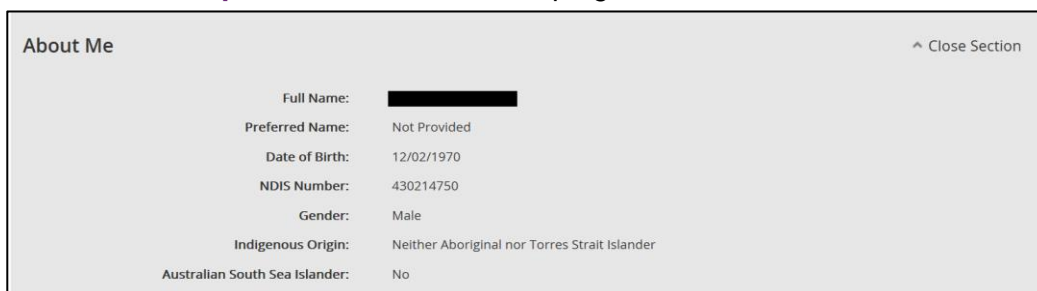 About Me
Close Section
Full Name:
Preferred Name: Not Provided
Date of Birth: 12/02/1970
NDIS Number: 430214750
Gender: Male
Indigenous Origin: Neither Aboriginal nor Torres Strait Islander
Australian South Sea Islander: No